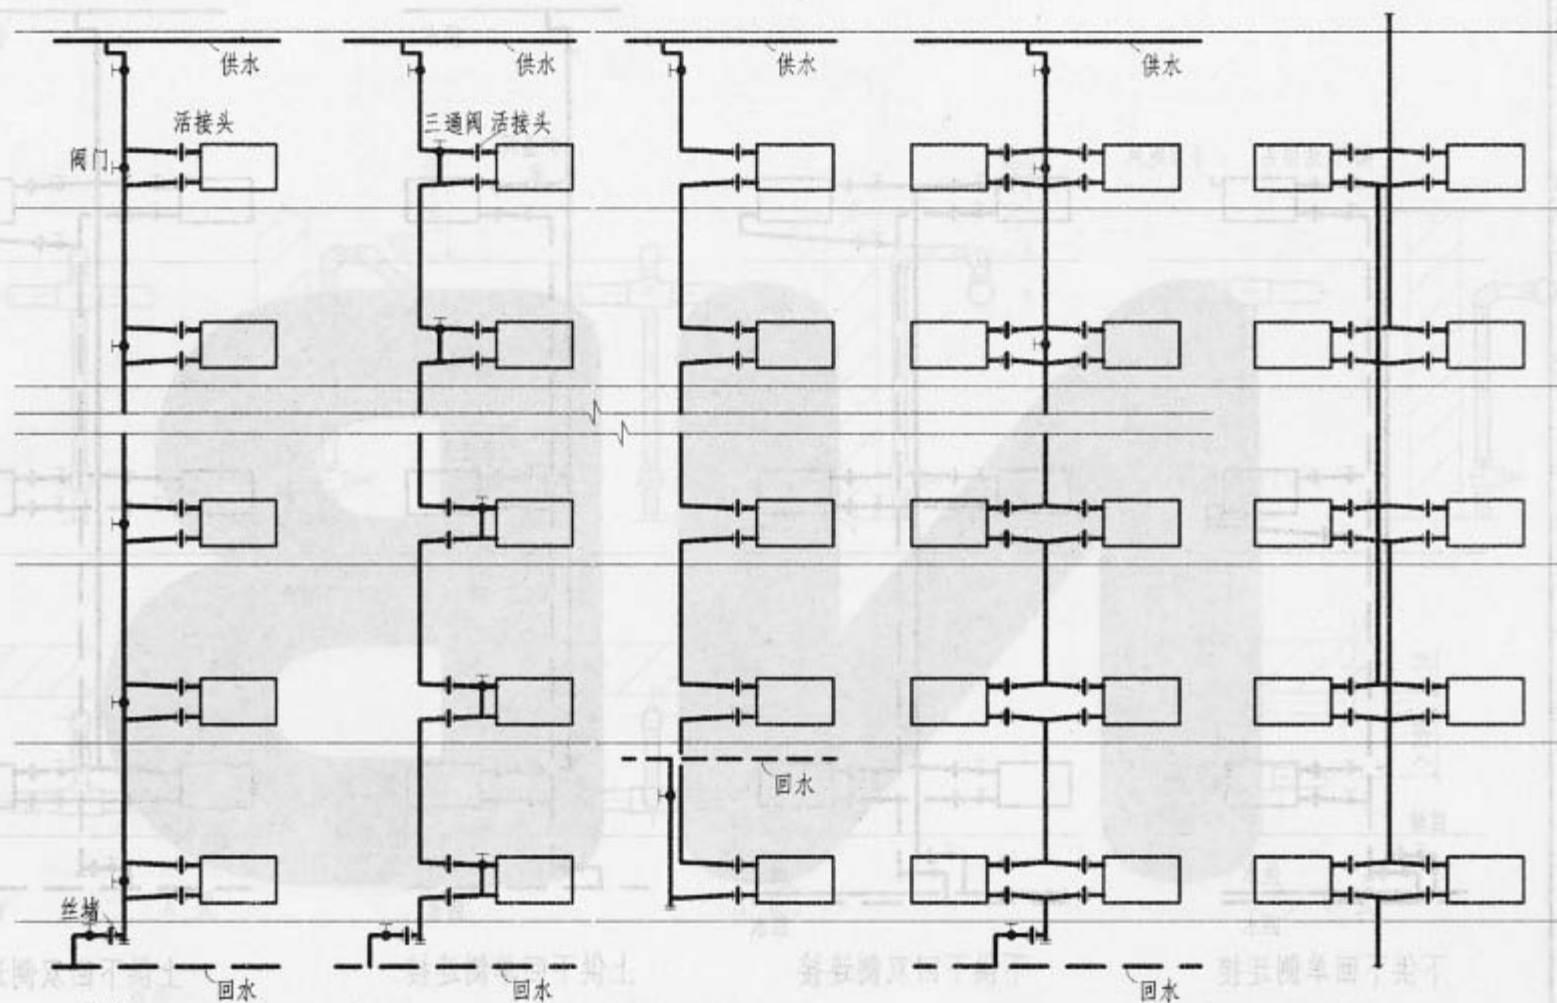 供水 供水 供水 供水
活接头 三通阀 活接头
阀门
回水
丝堵
回水 回水 回水